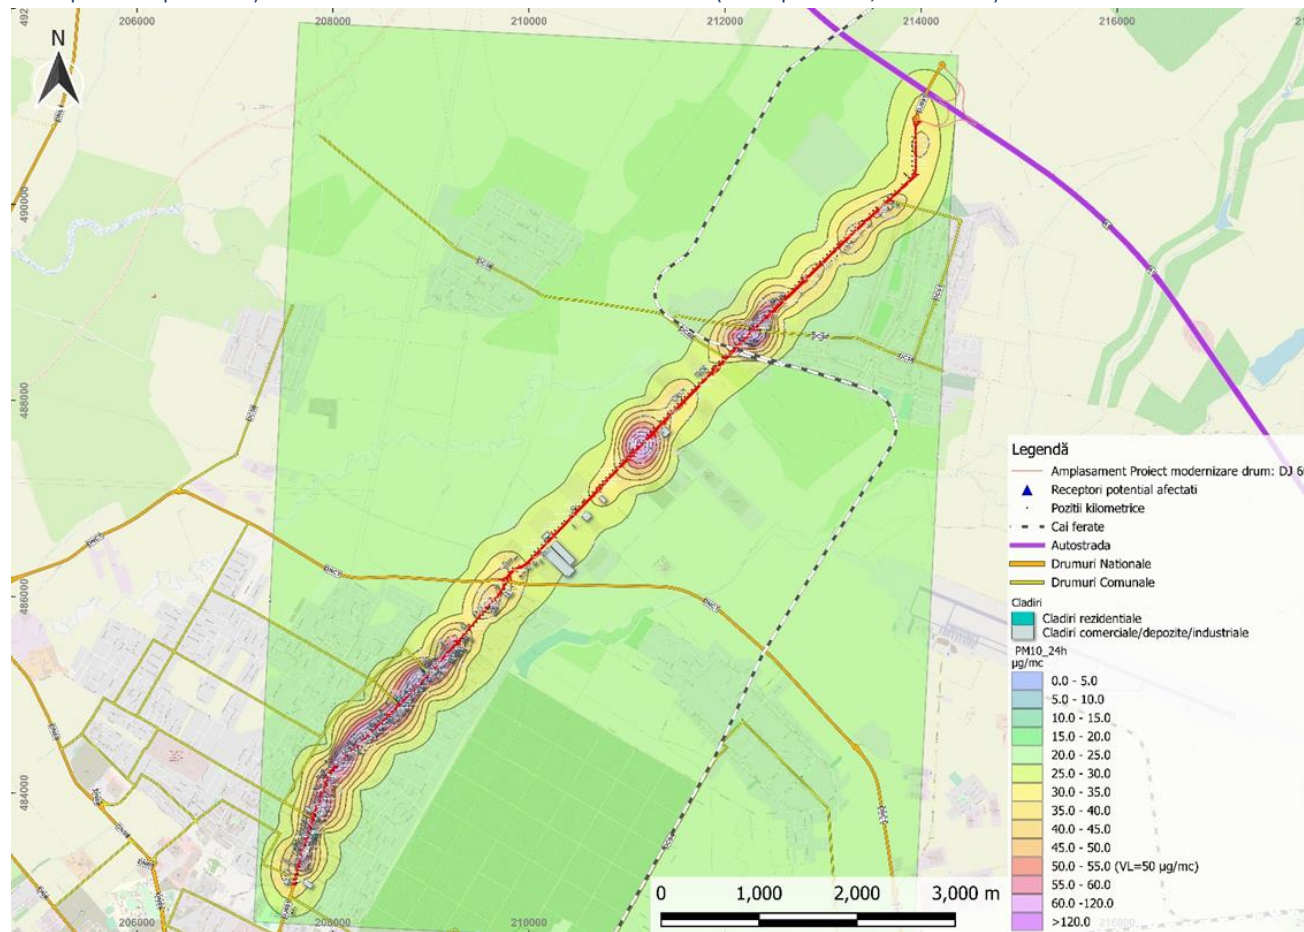 208000
210000
212000
214000
216000
N
490000
488000
486000
484000
Legendă
Amplasament Proiect modernizare drum: DJ 6
Receptori potential afectati
Pozitii kilometrice
Cai ferate
Autostrada
Drumuri Nationale
Drumuri Comunale
Cladiri
Cladiri rezidentiale
Cladiri comerciale/depozite/industriale
PM10_24h
µg/mc
0.0 - 5.0
5.0 - 10.0
10.0 - 15.0
15.0 - 20.0
20.0 - 25.0
25.0 - 30.0
30.0 - 35.0
35.0 - 40.0
40.0 - 45.0
45.0 - 50.0
50.0 - 55.0 (VL=50 µg/mc)
55.0 - 60.0
60.0 -120.0
>120.0
0 1,000 2,000 3,000 m
206000
208000
210000
216000